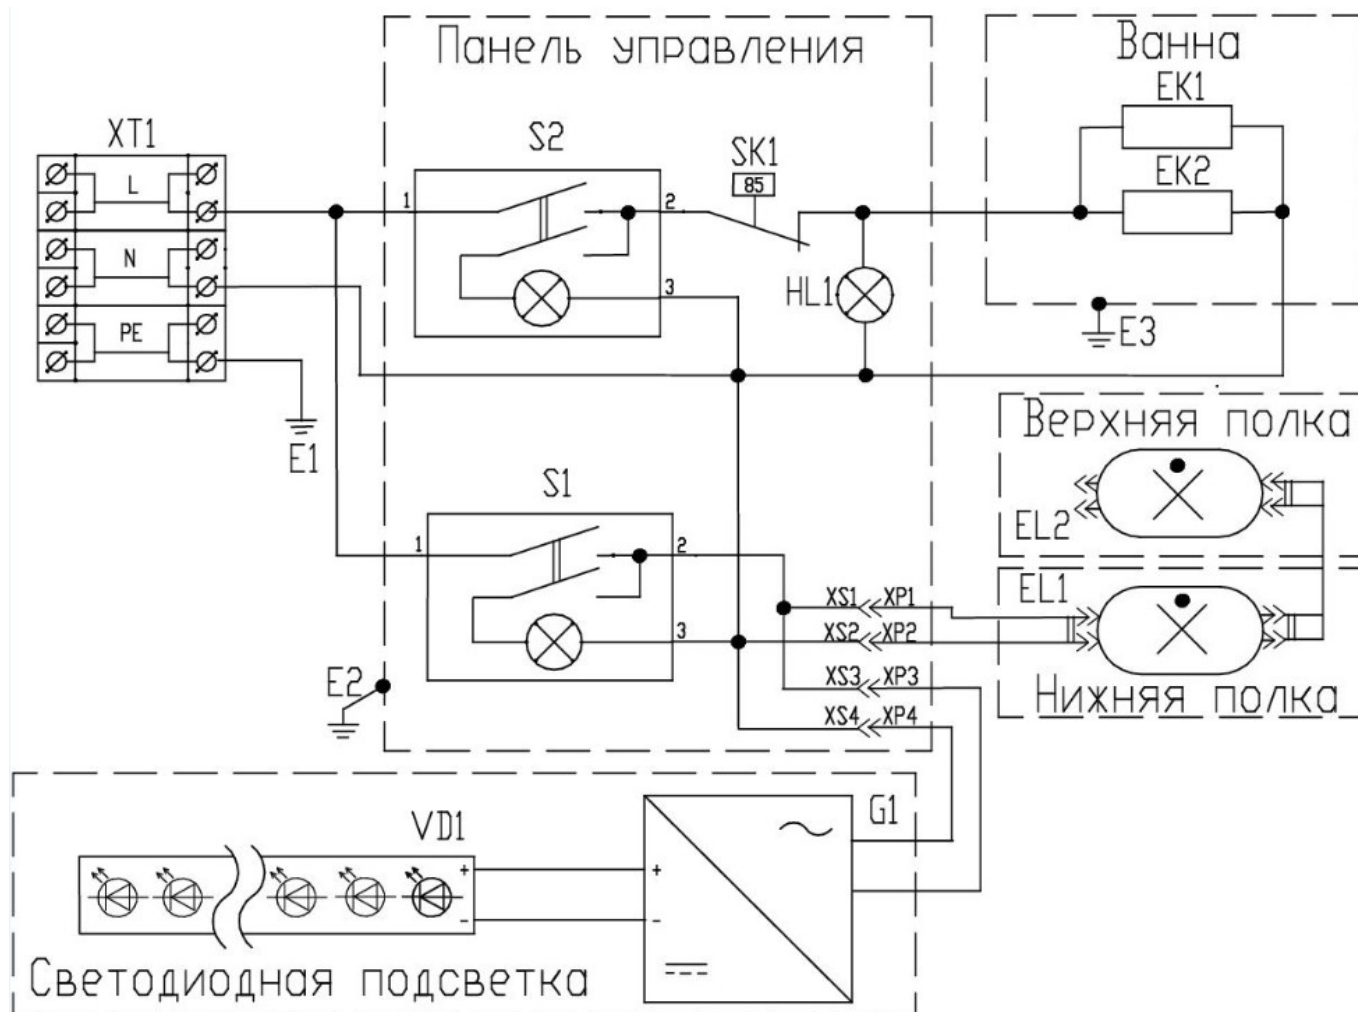 Панель управления
Ванна
EK1
XT1
S2
SK1
EK2
85
L
1
2
N
3
HL1
PE
E3
E1
Верхняя полка
S1
EL2
1
2
EL1
XS1
XP1
3
XS2
XP2
E2
XS3
XP3
Нижняя полка
XS4
XP4
VD1
G1
+
+
-
-
Светодиодная подсветка